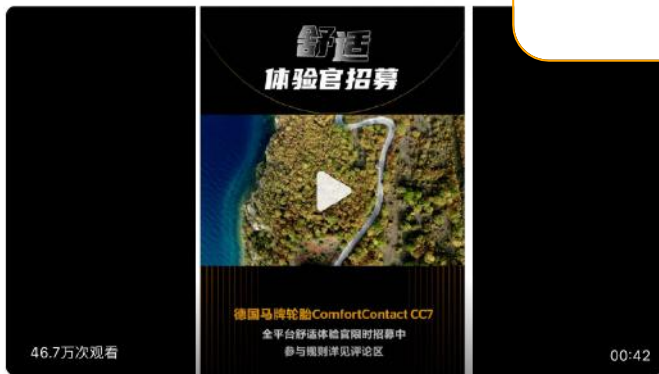 舒适
体验官招募
德国马牌轮胎ComfortContact CC7
全平台舒适体验官限时招募中
参与规则详见评论区
46.7万次观看
00:42